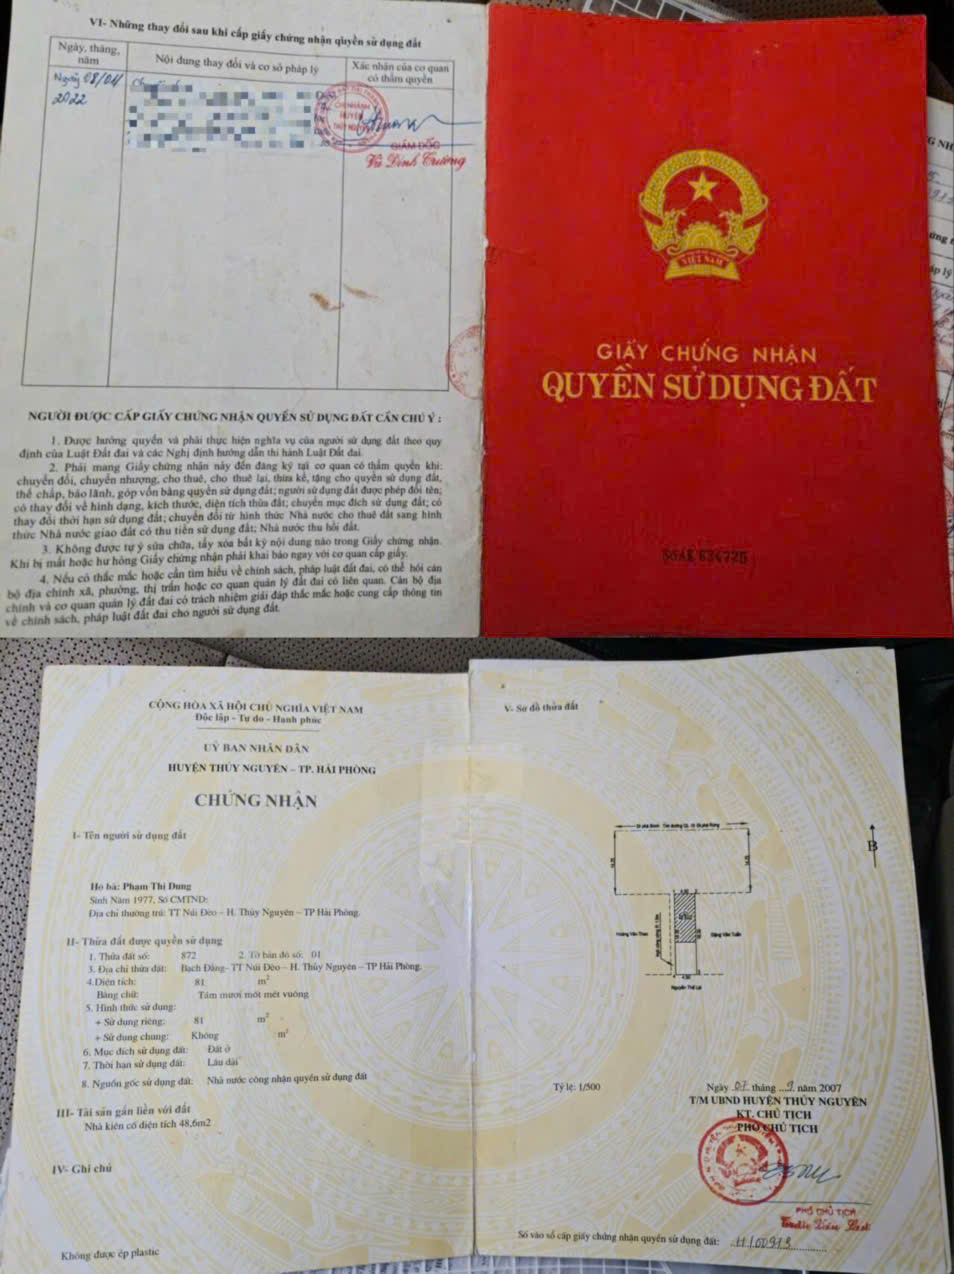 VI- Những thay đổi sau khi cấp giấy chứng nhận quyền sử dụng đất
Ngày, tháng, năm
Nội dung thay đổi và cơ sở pháp lý
Xác nhận của cơ quan có thẩm quyền
Ngày 08/04/
2022
CHI NHÁNH
HUYỆN
THỦY NGUYÊN
GIÁM ĐỐC
Vũ Đình Trường
NGƯỜI ĐƯỢC CẤP GIẤY CHỨNG NHẬN QUYỀN SỬ DỤNG ĐẤT CẦN CHÚ Ý :
1. Được hưởng quyền và phải thực hiện nghĩa vụ của người sử dụng đất theo quy
định của Luật Đất đai và các Nghị định hướng dẫn thi hành Luật Đất đai.
2. Phải mang Giấy chứng nhận này đến đăng ký tại cơ quan có thẩm quyền khi:
chuyển đổi, chuyển nhượng, cho thuê, cho thuê lại, thừa kế, tặng cho quyền sử dụng đất,
thế chấp, bảo lãnh, góp vốn bằng quyền sử dụng đất; người sử dụng đất được phép đổi tên;
có thay đổi về hình dạng, kích thước, diện tích thửa đất; chuyển mục đích sử dụng đất; có
thay đổi thời hạn sử dụng đất; chuyển đổi từ hình thức Nhà nước cho thuê đất sang hình
thức Nhà nước giao đất có thu tiền sử dụng đất; Nhà nước thu hồi đất.
3. Không được tự ý sửa chữa, tẩy xóa bất kỳ nội dung nào trong Giấy chứng nhận.
Khi bị mất hoặc hư hỏng Giấy chứng nhận phải khai báo ngay với cơ quan cấp giấy.
4. Nếu có thắc mắc hoặc cần tìm hiểu về chính sách, pháp luật đất đai, có thể hỏi cán
bộ địa chính xã, phường, thị trấn hoặc cơ quan quản lý đất đai có liên quan. Cán bộ địa
chính và cơ quan quản lý đất đai có trách nhiệm giải đáp thắc mắc hoặc cung cấp thông tin
về chính sách, pháp luật đất đai cho người sử dụng đất.
VIỆT NAM
GIẤY CHỨNG NHẬN
QUYỀN SỬ DỤNG ĐẤT
CỘNG HÒA XÃ HỘI CHỦ NGHĨA VIỆT NAM
Độc lập - Tự do - Hạnh phúc
UỶ BAN NHÂN DÂN
HUYỆN THỦY NGUYÊN – TP. HẢI PHÒNG
CHỨNG NHẬN
I- Tên người sử dụng đất
Hộ bà: Phạm Thị Dung
Sinh Năm 1977, Số CMTND:
Địa chỉ thường trú: TT Núi Đèo – H. Thủy Nguyên – TP Hải Phòng.
II- Thửa đất được quyền sử dụng
1. Thửa đất số: 872 2. Tờ bản đồ số: 01
3. Địa chỉ thửa đất: Bạch Đằng– TT Núi Đèo – H. Thủy Nguyên – TP Hải Phòng.
4.Diện tích: 81 m2
Bằng chữ: Tám mươi mốt mét vuông
5. Hình thức sử dụng:
+ Sử dụng riêng: 81 m2
+ Sử dụng chung: Không m2
6. Mục đích sử dụng đất: Đất ở
7. Thời hạn sử dụng đất: Lâu dài
8. Nguồn gốc sử dụng đất: Nhà nước công nhận quyền sử dụng đất
III- Tài sản gắn liền với đất
Nhà kiên cố diện tích 48,6m2
IV- Ghi chú
Không được ép plastic
V- Sơ đồ thửa đất
B
Hoàng Văn Theo
Đặng Văn Tuấn
Nguyễn Thế Lợi
Tỷ lệ: 1/500
Ngày 07 tháng 9 năm 2007
T/M UBND HUYỆN THỦY NGUYÊN
KT. CHỦ TỊCH
PHÓ CHỦ TỊCH
PHÓ CHỦ TỊCH
Số vào sổ cấp giấy chứng nhận quyền sử dụng đất: H/00913